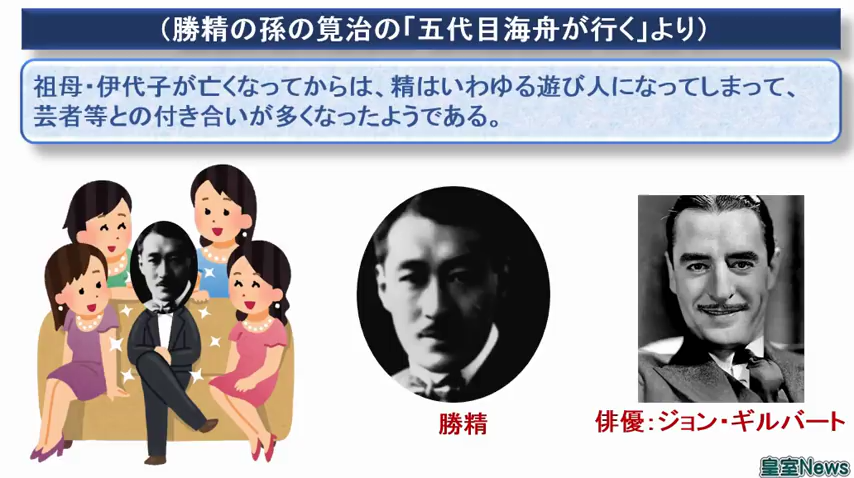 (勝精の孫の筧治の｢五代目海舟が行く｣より)
祖母・伊代子が亡くなってからは、精はいわゆる遊び人になってしまって、
芸者等との付き合いが多くなったようである。
勝精
俳優：ジョン・ギルバート
皇室News